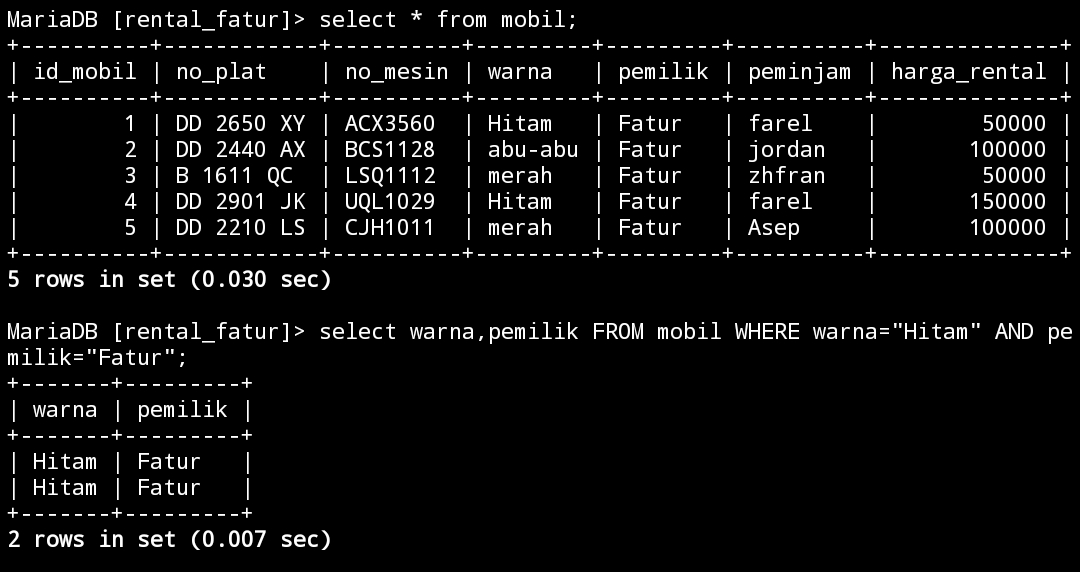 MariaDB [rental_fatur]> select * from mobil;
+----------+------------+----------+---------+---------+----------+--------------+
| id_mobil | no_plat    | no_mesin | warna   | pemilik | peminjam | harga_rental |
+----------+------------+----------+---------+---------+----------+--------------+
|        1 | DD 2650 XY | ACX3560  | Hitam   | Fatur   | farel    |        50000 |
|        2 | DD 2440 AX | BCS1128  | abu-abu | Fatur   | jordan   |       100000 |
|        3 | B 1611 QC  | LSQ1112  | merah   | Fatur   | zhfran   |        50000 |
|        4 | DD 2901 JK | UQL1029  | Hitam   | Fatur   | farel    |       150000 |
|        5 | DD 2210 LS | CJH1011  | merah   | Fatur   | Asep     |       100000 |
+----------+------------+----------+---------+---------+----------+--------------+
5 rows in set (0.030 sec)

MariaDB [rental_fatur]> select warna,pemilik FROM mobil WHERE warna="Hitam" AND pe
milik="Fatur";
+-------+---------+
| warna | pemilik |
+-------+---------+
| Hitam | Fatur   |
| Hitam | Fatur   |
+-------+---------+
2 rows in set (0.007 sec)